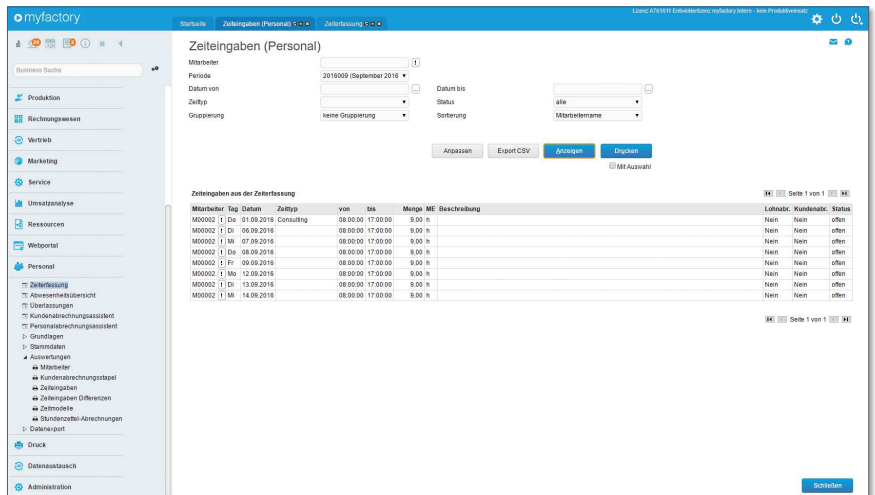 myfactory
Lizenz A761611 Entwicklerlizenz myfactory Intern - kein Produktiveinsatz
Startseite
Zeiteingaben (Personal)
Zeiterfassung
Business Suche
Produktion
Rechnungswesen
Vertrieb
Marketing
Service
Umsatzanalyse
Ressourcen
Webportal
Personal
Zeiterfassung
Abwesenheitsübersicht
Überlassungen
Kundenabrechnungsassistent
Personalabrechnungsassistent
Grundlagen
Stammdaten
Auswertungen
Mitarbeiter
Kundenabrechnungsstapel
Zeiteingaben
Zeiteingaben Differenzen
Zeitmodelle
Stundenzettel-Abrechnungen
Datenexport
Druck
Datenaustausch
Administration
Zeiteingaben (Personal)
Mitarbeiter !
Periode 2016009 (September 2016
Datum von ... Datum bis ...
Zeittyp Status alle
Gruppierung keine Gruppierung Sortierung Mitarbeitername
Anpassen Export CSV Anzeigen Drucken
Mit Auswahl
Zeiteingaben aus der Zeiterfassung Seite 1 von 1
Mitarbeiter Tag Datum Zeittyp von bis Menge ME Beschreibung Lohnabr. Kundenabr. Status
M00002 ! Do 01.09.2016 Consulting 08:00:00 17:00:00 9,00 h Nein Nein offen
M00002 ! Di 06.09.2016 08:00:00 17:00:00 9,00 h Nein Nein offen
M00002 ! Mi 07.09.2016 08:00:00 17:00:00 9,00 h Nein Nein offen
M00002 ! Do 08.09.2016 08:00:00 17:00:00 9,00 h Nein Nein offen
M00002 ! Fr 09.09.2016 08:00:00 17:00:00 9,00 h Nein Nein offen
M00002 ! Mo 12.09.2016 08:00:00 17:00:00 9,00 h Nein Nein offen
M00002 ! Di 13.09.2016 08:00:00 17:00:00 9,00 h Nein Nein offen
M00002 ! Mi 14.09.2016 08:00:00 17:00:00 9,00 h Nein Nein offen
Seite 1 von 1
Schließen